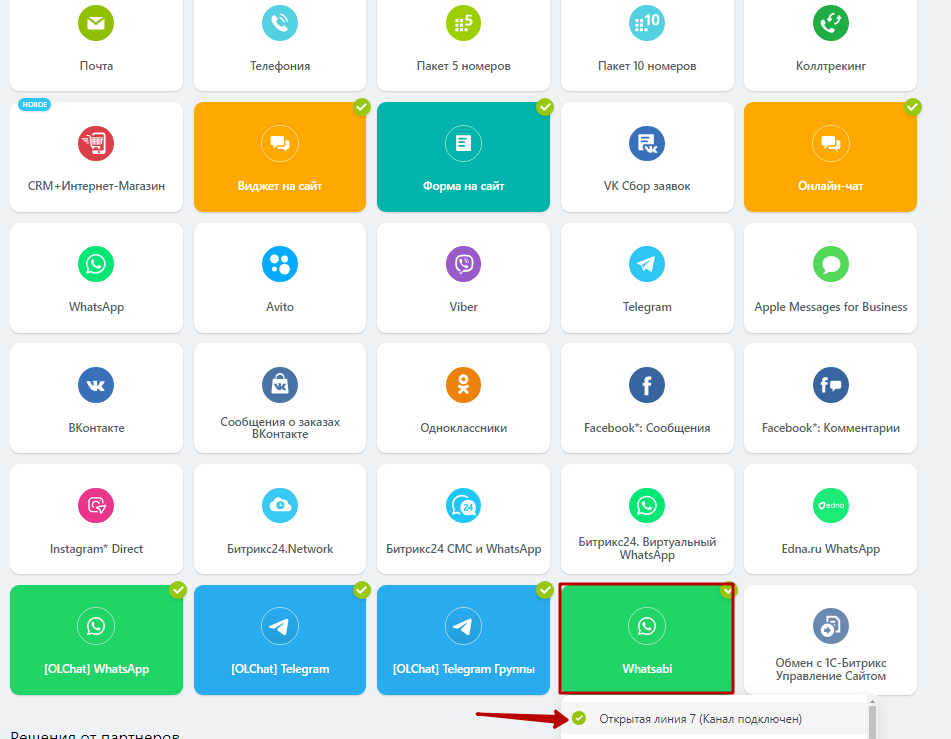 5
10
Почта
Телефония
Пакет 5 номеров
Пакет 10 номеров
Коллтрекинг
НОВОЕ
CRM+Интернет-Магазин
Виджет на сайт
Форма на сайт
VK Сбор заявок
Онлайн-чат
WhatsApp
Avito
Viber
Telegram
Apple Messages for Business
ВКонтакте
Сообщения о заказах
ВКонтакте
Одноклассники
Facebook*: Сообщения
Facebook*: Комментарии
24
edna
Instagram* Direct
Битрикс24.Network
Битрикс24 СМС и WhatsApp
Битрикс24. Виртуальный
WhatsApp
Edna.ru WhatsApp
[OLChat] WhatsApp
[OLChat] Telegram
[OLChat] Telegram Группы
Whatsabi
Обмен с 1С-Битрикс
Управление Сайтом
Открытая линия 7 (Канал подключен)
Решения от партнеров